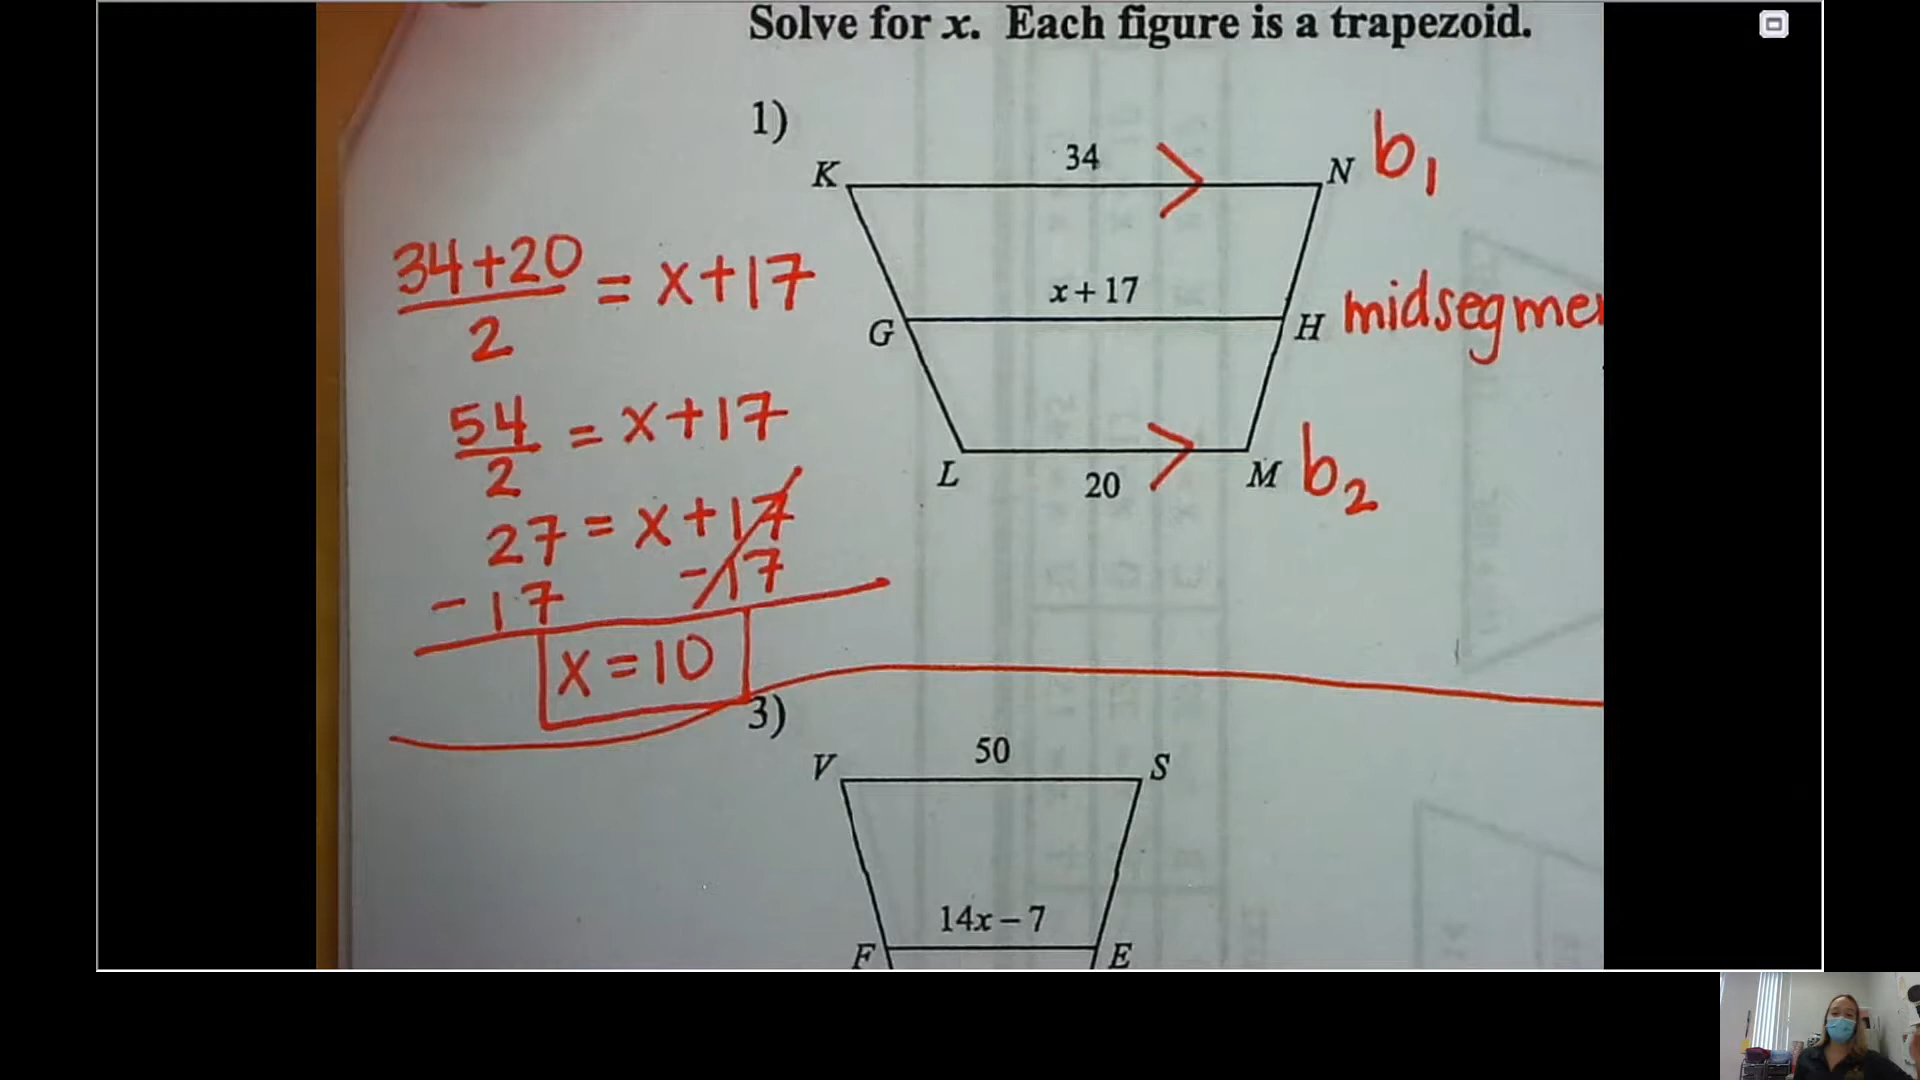 Solve for x. Each figure is a trapezoid.
1)
34
K
N
b₁
34+20
2
= x+17
x + 17
G
H
midsegme
54
2
= x+17
L
20
M
b₂
27 = x+17
-17
-17
x=10
3)
50
V
S
14x – 7
F
E